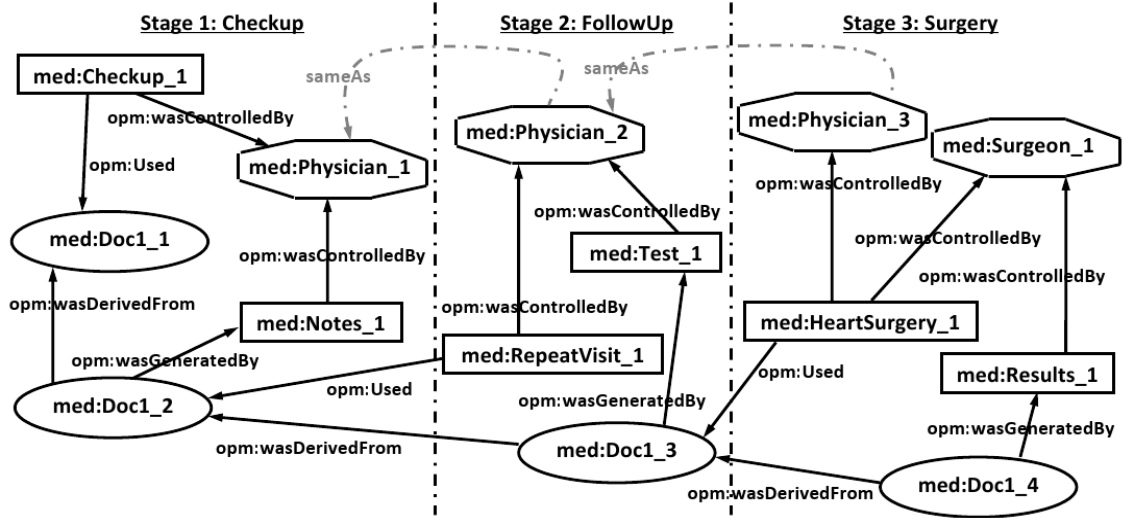 Stage 1: Checkup
Stage 2: FollowUp
Stage 3: Surgery
med:Checkup_1
sameAs
sameAs
opm:wasControlledBy
med:Physician_1
med:Physician_2
med:Physician_3
med:Surgeon_1
opm:Used
opm:wasControlledBy
opm:wasControlledBy
opm:wasControlledBy
med:Doc1_1
med:Test_1
opm:wasControlledBy
opm:wasControlledBy
opm:wasDerivedFrom
opm:wasControlledBy
med:Notes_1
med:HeartSurgery_1
opm:wasGeneratedBy
med:RepeatVisit_1
opm:Used
med:Results_1
opm:Used
med:Doc1_2
opm:wasGeneratedBy
opm:wasGeneratedBy
opm:wasDerivedFrom
med:Doc1_3
med:Doc1_4
opm:wasDerivedFrom